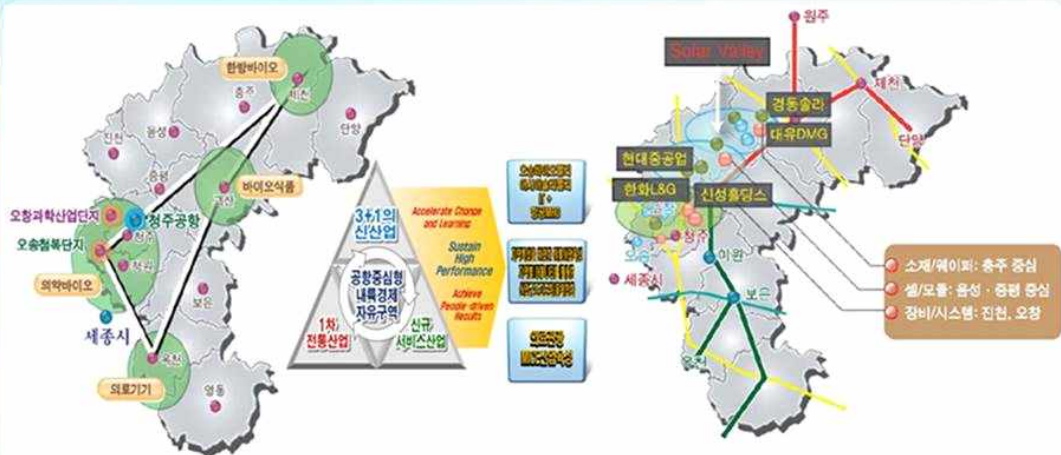 한방바이오
제천
충주
단양
음성
진천
증평
바이오식품
괴산
오창과학산업단지
청주공항
청주
오송첨복단지
청원
의약바이오
보은
세종시
옥천
의료기기
영동
3+1의
신산업
공항중심형
내륙경제
자유구역
1차/
전통산업
신규/
서비스산업
Accelerate Change
and Learning
Sustain
High
Performance
Achieve
People-driven
Results
원주
Solar Valley
제천
경동솔라
대유DMG
단양
현대중공업
한화L&G
신성홀딩스
청주
오송
미원
세종시
보은
옥천
소재/웨이퍼: 충주 중심
셀/모듈: 음성 · 증평 중심
장비/시스템: 진천, 오창